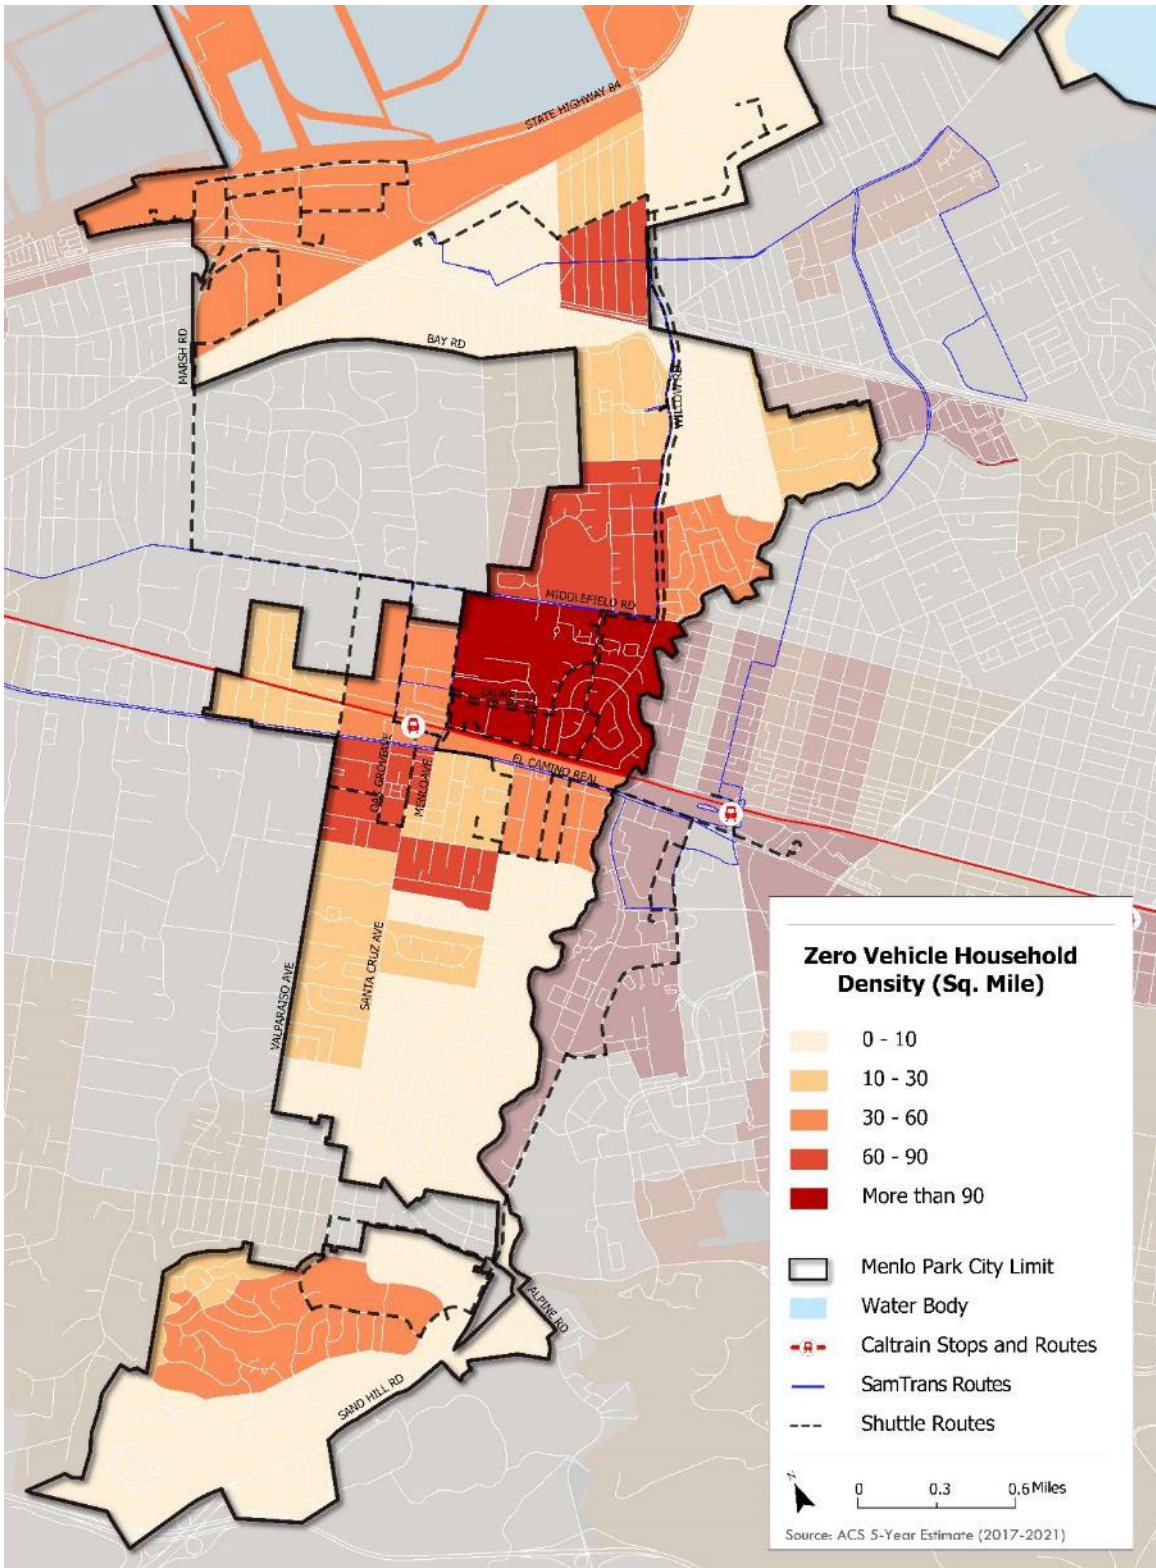 STATE HIGHWAY 84
MARSH RD
BAY RD
WILLOW RD
MIDDLEFIELD RD
LAUREL ST
EL CAMINO REAL
OAK GROVE AVE
MENLO AVE
SANTA CRUZ AVE
VALPARAISO AVE
ALPINE RD
SAND HILL RD
Zero Vehicle Household
Density (Sq. Mile)
0 - 10
10 - 30
30 - 60
60 - 90
More than 90
Menlo Park City Limit
Water Body
Caltrain Stops and Routes
SamTrans Routes
Shuttle Routes
N
0 0.3 0.6 Miles
Source: ACS 5-Year Estimate (2017-2021)